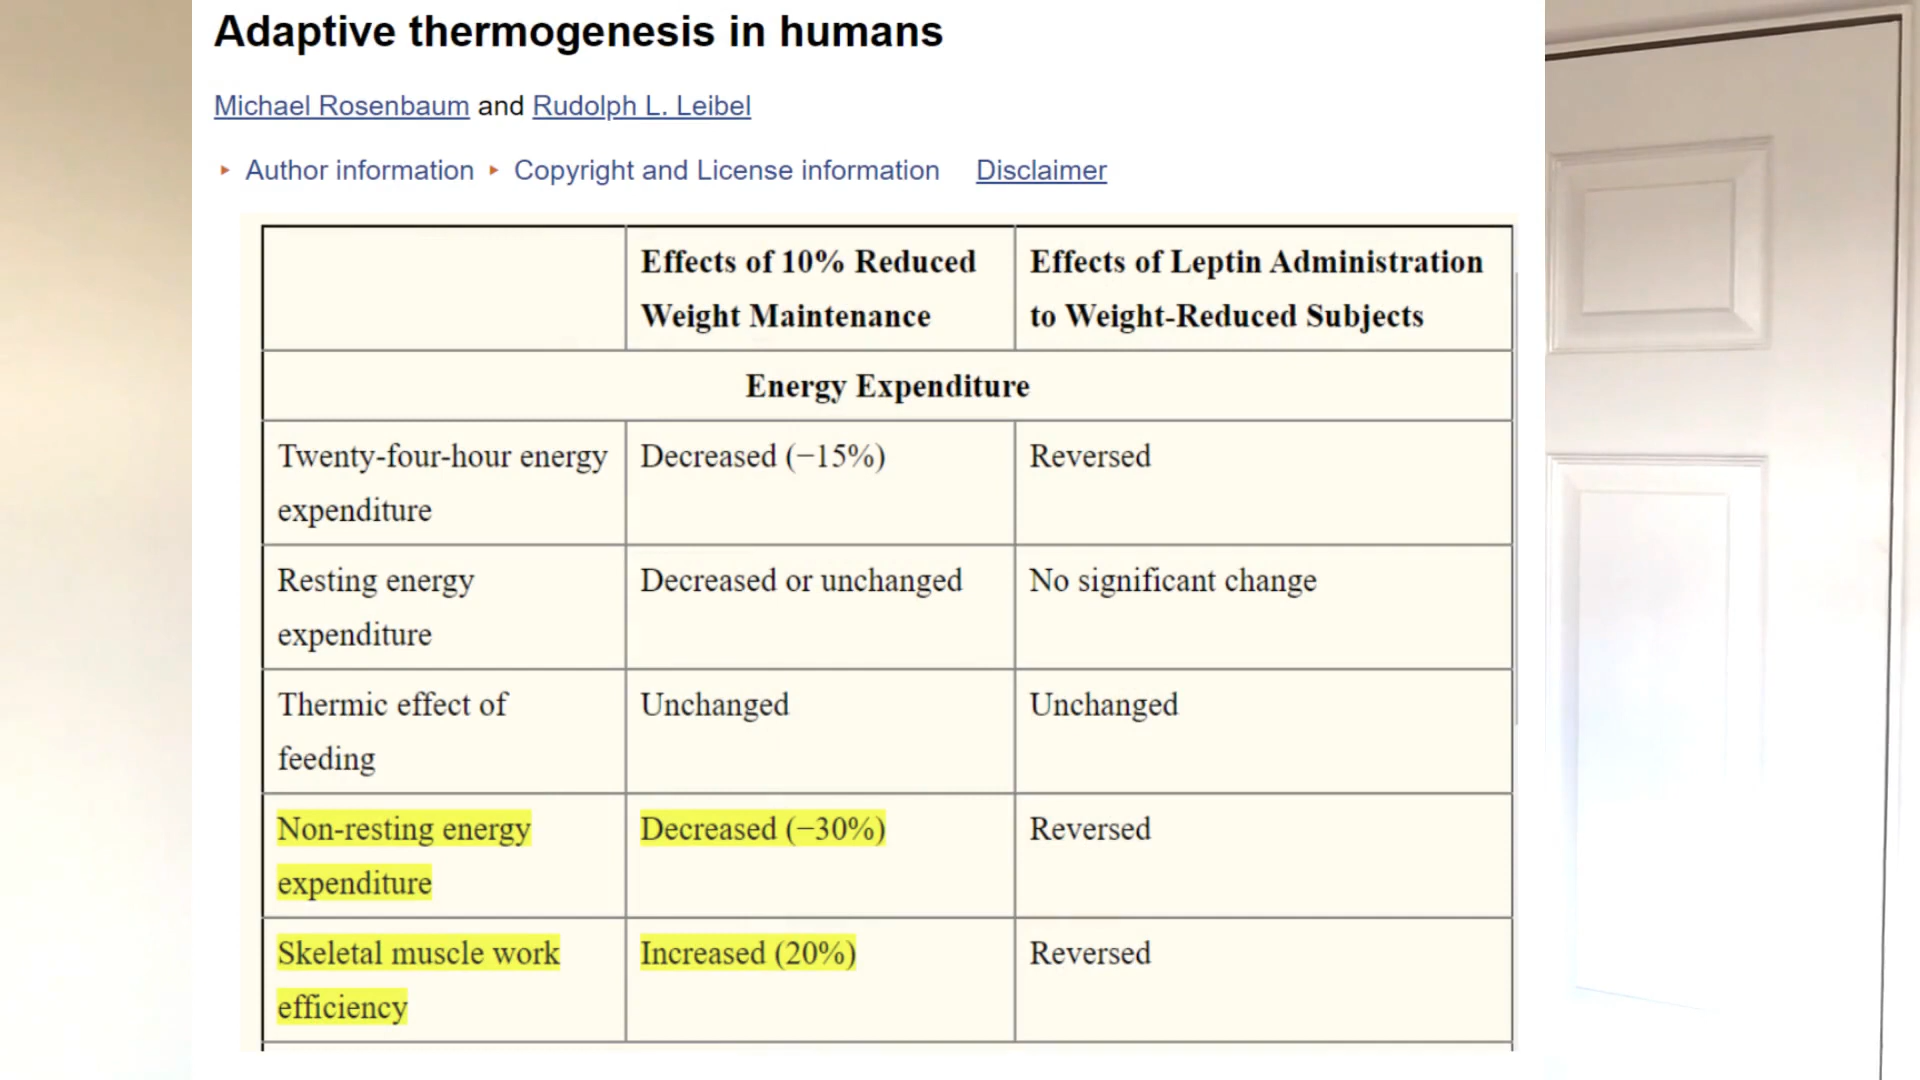 Adaptive thermogenesis in humans
Michael Rosenbaum and Rudolph L. Leibel
▸ Author information ▸ Copyright and License information Disclaimer
Effects of 10% Reduced
Weight Maintenance
Effects of Leptin Administration
to Weight-Reduced Subjects
Energy Expenditure
Twenty-four-hour energy
expenditure
Decreased (−15%)
Reversed
Resting energy
expenditure
Decreased or unchanged
No significant change
Thermic effect of
feeding
Unchanged
Unchanged
Non-resting energy
expenditure
Decreased (−30%)
Reversed
Skeletal muscle work
efficiency
Increased (20%)
Reversed